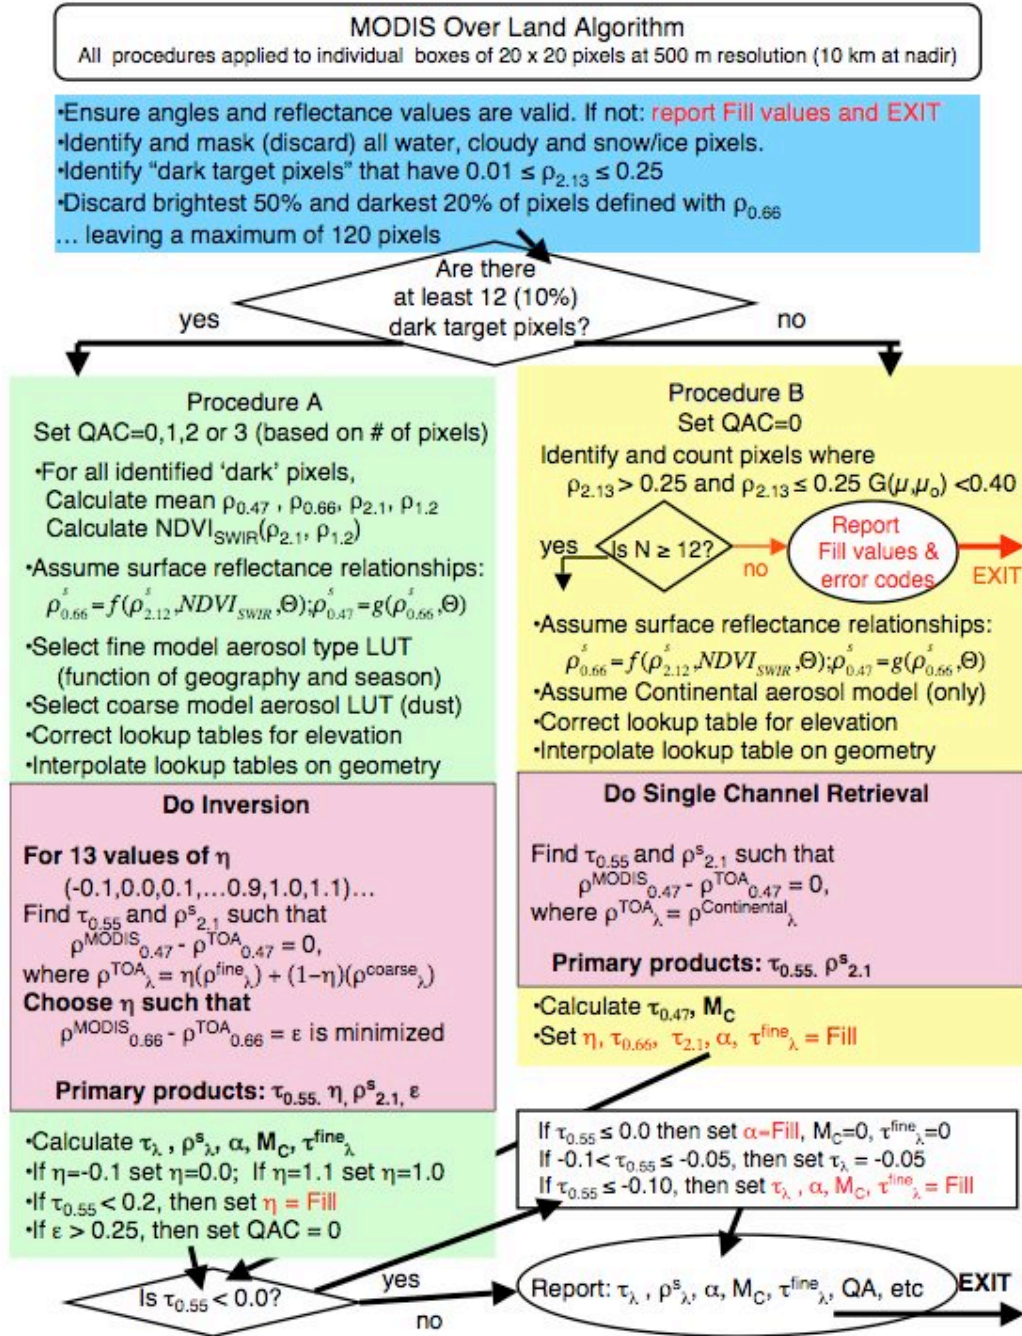 MODIS Over Land Algorithm
All procedures applied to individual boxes of 20 x 20 pixels at 500 m resolution (10 km at nadir)
•Ensure angles and reflectance values are valid. If not: report Fill values and EXIT
•Identify and mask (discard) all water, cloudy and snow/ice pixels.
•Identify “dark target pixels” that have 0.01 ≤ ρ2.13 ≤ 0.25
•Discard brightest 50% and darkest 20% of pixels defined with ρ0.66
... leaving a maximum of 120 pixels
Are there
at least 12 (10%)
dark target pixels?
yes
no
Procedure A
Set QAC=0,1,2 or 3 (based on # of pixels)
•For all identified ‘dark’ pixels,
Calculate mean ρ0.47 , ρ0.66, ρ2.1, ρ1.2
Calculate NDVISWIR(ρ2.1, ρ1.2)
•Assume surface reflectance relationships:
ρs0.66=f(ρs2.12,NDVISWIR,Θ);ρs0.47=g(ρs0.66,Θ)
•Select fine model aerosol type LUT
(function of geography and season)
•Select coarse model aerosol LUT (dust)
•Correct lookup tables for elevation
•Interpolate lookup tables on geometry
Do Inversion
For 13 values of η
(-0.1,0.0,0.1,...0.9,1.0,1.1)...
Find τ0.55 and ρs2.1 such that
ρMODIS0.47 - ρTOA0.47 = 0,
where ρTOAλ = η(ρfineλ) + (1−η)(ρcoarseλ)
Choose η such that
ρMODIS0.66 - ρTOA0.66 = ε is minimized
Primary products: τ0.55, η, ρs2.1, ε
•Calculate τλ , ρsλ, α, MC, τfineλ
•If η=-0.1 set η=0.0; If η=1.1 set η=1.0
•If τ0.55 < 0.2, then set η = Fill
•If ε > 0.25, then set QAC = 0
Is τ0.55 < 0.0?
yes
no
Procedure B
Set QAC=0
Identify and count pixels where
ρ2.13 > 0.25 and ρ2.13 ≤ 0.25 G(μ,μo) <0.40
yes
Is N ≥ 12?
no
Report
Fill values &
error codes
EXIT
•Assume surface reflectance relationships:
ρs0.66=f(ρs2.12,NDVISWIR,Θ);ρs0.47=g(ρs0.66,Θ)
•Assume Continental aerosol model (only)
•Correct lookup table for elevation
•Interpolate lookup table on geometry
Do Single Channel Retrieval
Find τ0.55 and ρs2.1 such that
ρMODIS0.47 - ρTOA0.47 = 0,
where ρTOAλ = ρContinentalλ
Primary products: τ0.55. ρs2.1
•Calculate τ0.47, MC
•Set η, τ0.66, τ2.1, α, τfineλ = Fill
If τ0.55 ≤ 0.0 then set α=Fill, MC=0, τfineλ=0
If -0.1< τ0.55 ≤ -0.05, then set τλ = -0.05
If τ0.55 ≤ -0.10, then set τλ , α, MC, τfineλ = Fill
Report: τλ , ρsλ, α, MC, τfineλ, QA, etc
EXIT